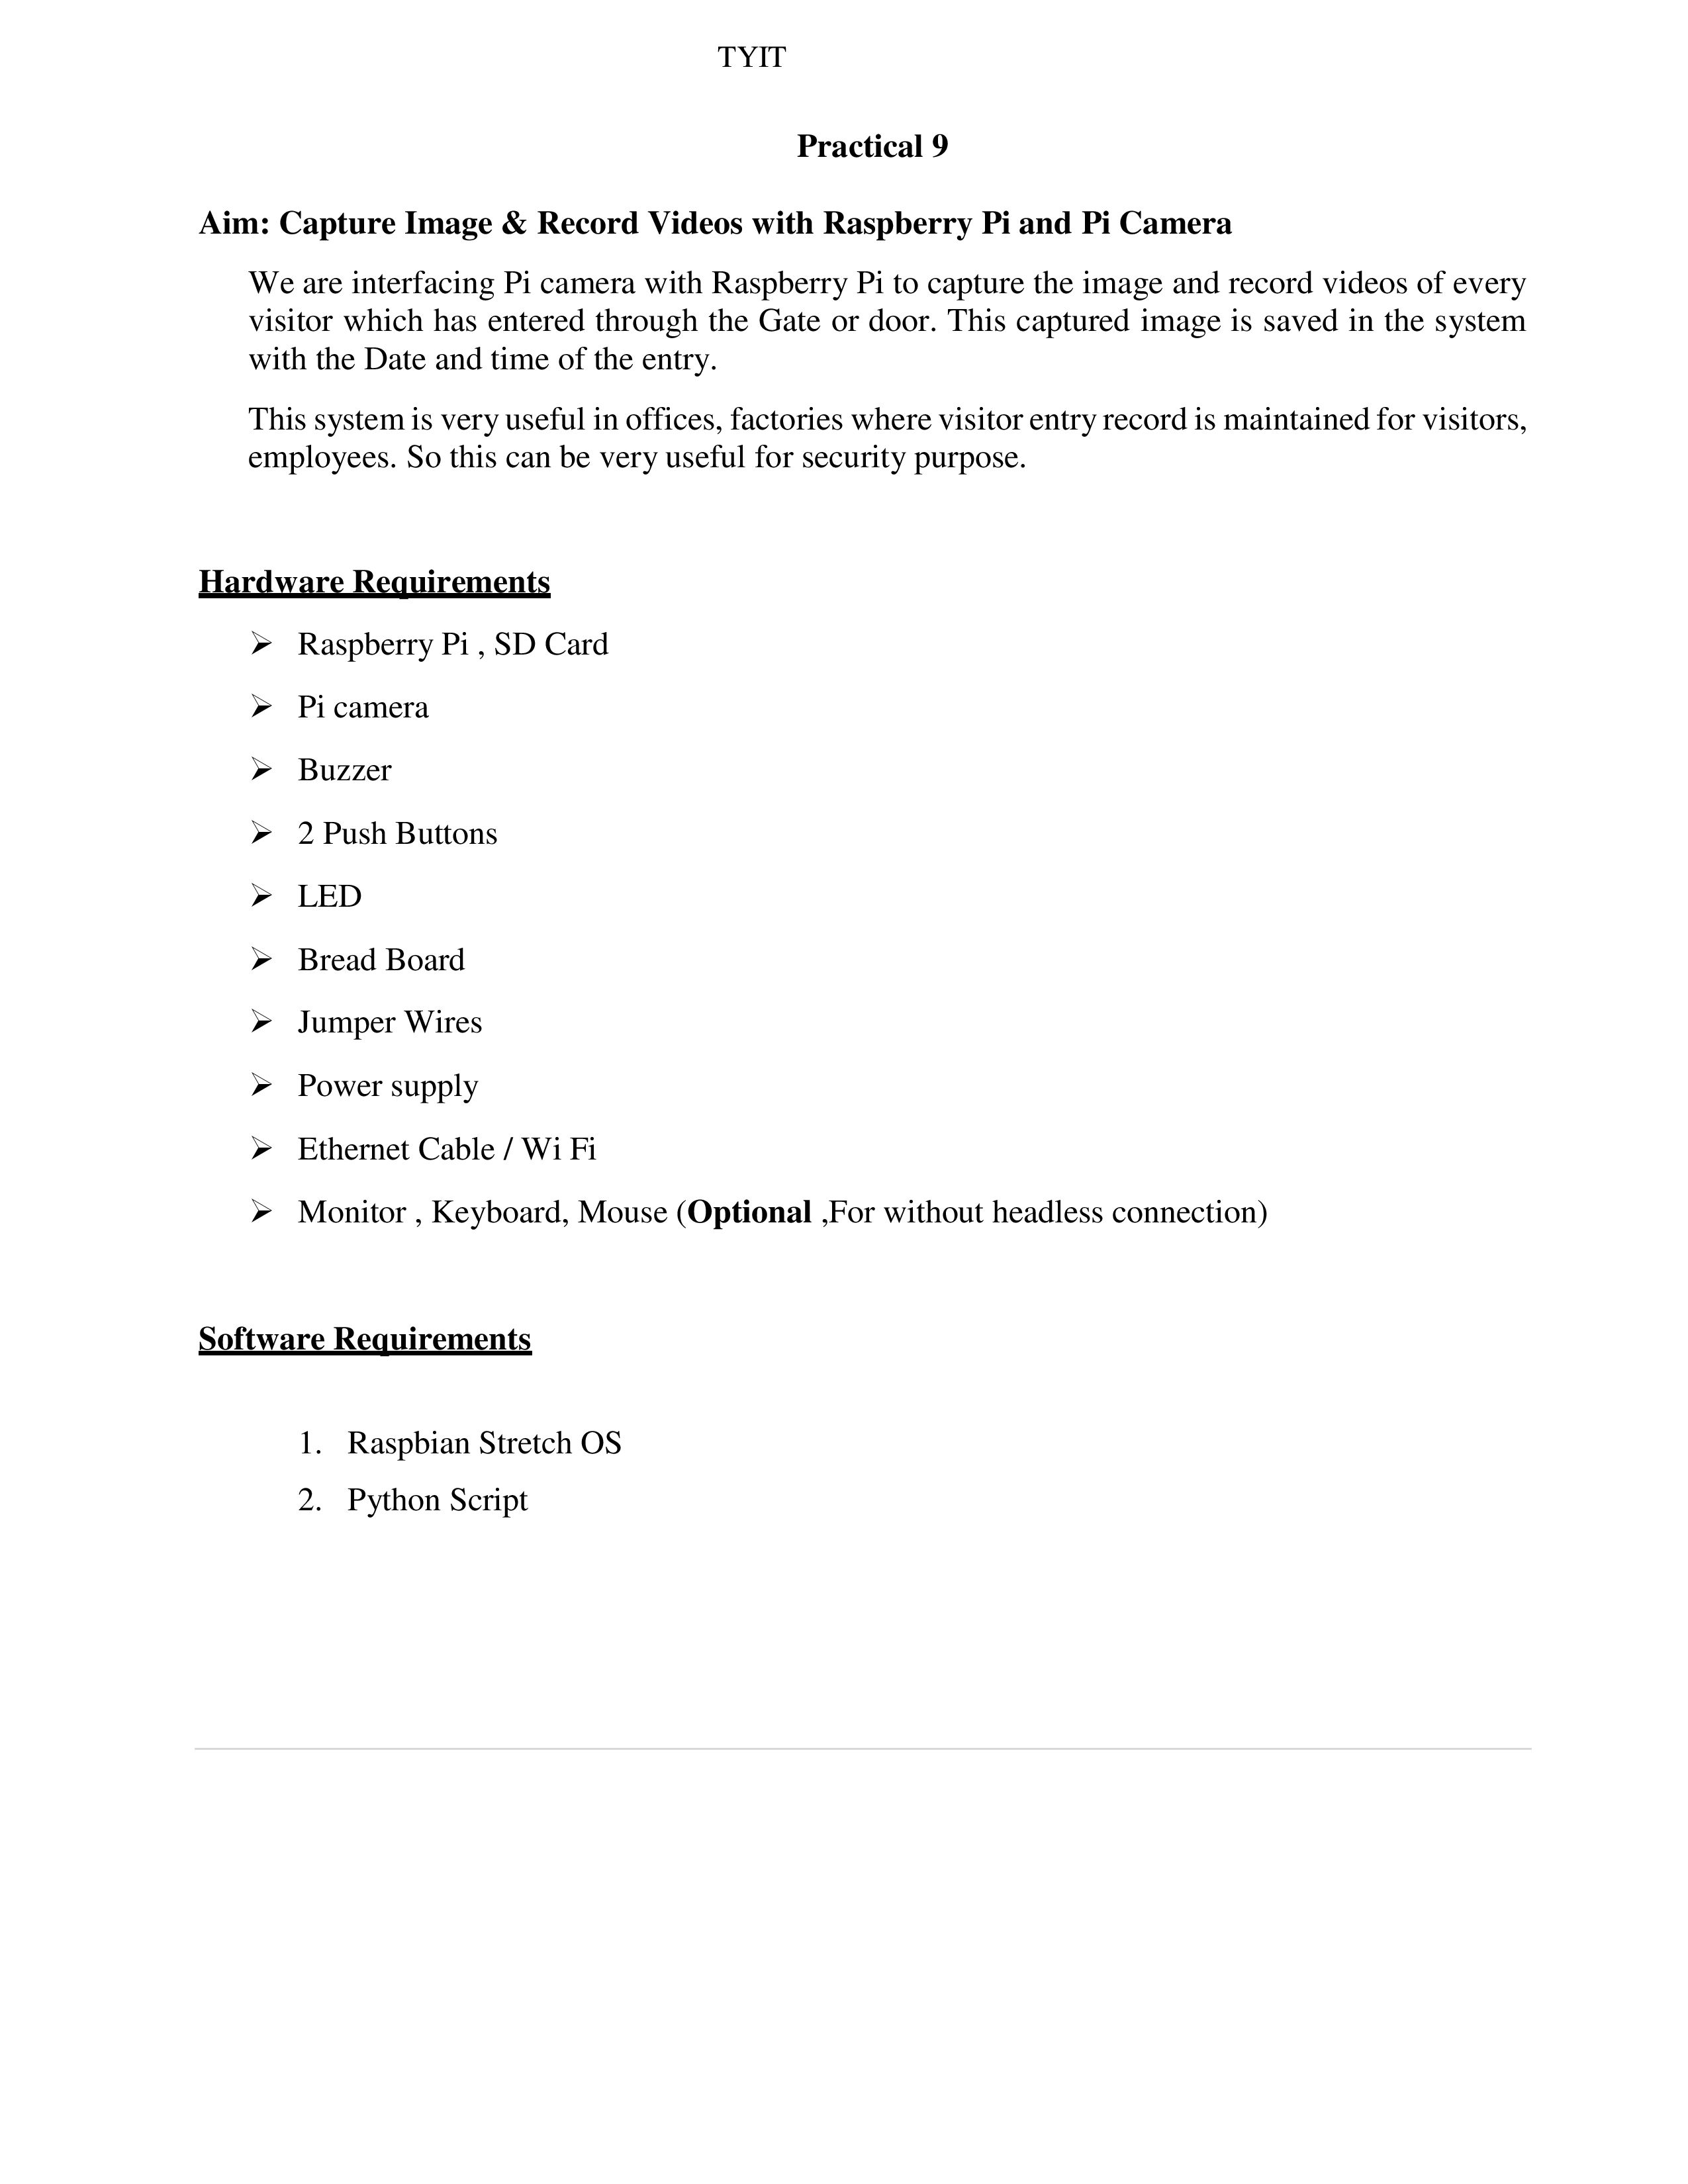 TYIT
Practical 9
Aim: Capture Image & Record Videos with Raspberry Pi and Pi Camera
We are interfacing Pi camera with Raspberry Pi to capture the image and record videos of every
visitor which has entered through the Gate or door. This captured image is saved in the system
with the Date and time of the entry.
This system is very useful in offices, factories where visitor entry record is maintained for visitors,
employees. So this can be very useful for security purpose.
Hardware Requirements
➢ Raspberry Pi , SD Card
➢ Pi camera
➢ Buzzer
➢ 2 Push Buttons
➢ LED
➢ Bread Board
➢ Jumper Wires
➢ Power supply
➢ Ethernet Cable / Wi Fi
➢ Monitor , Keyboard, Mouse (Optional ,For without headless connection)
Software Requirements
1. Raspbian Stretch OS
2. Python Script